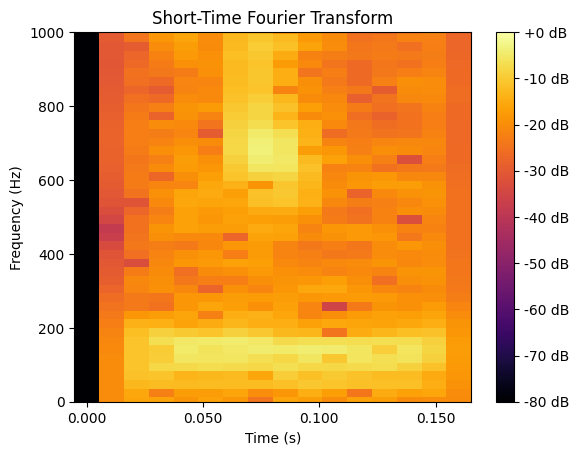 Short-Time Fourier Transform
1000
800
600
400
200
0
Frequency (Hz)
0.000
0.050
0.100
0.150
Time (s)
+0 dB
-10 dB
-20 dB
-30 dB
-40 dB
-50 dB
-60 dB
-70 dB
-80 dB